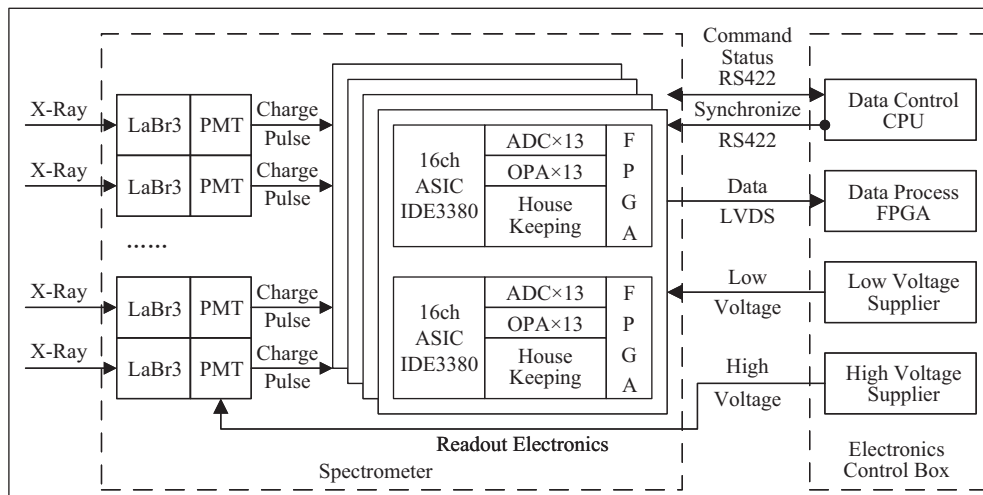 Command
Status
RS422
X-Ray
LaBr3
PMT
Charge
Pulse
16ch
ASIC
IDE3380
ADC×13
OPA×13
House
Keeping
F
P
G
A
Synchronize
RS422
Data Control
CPU
X-Ray
LaBr3
PMT
Charge
Pulse
Data
LVDS
Data Process
FPGA
……
X-Ray
LaBr3
PMT
Charge
Pulse
16ch
ASIC
IDE3380
ADC×13
OPA×13
House
Keeping
F
P
G
A
Low
Voltage
Low Voltage
Supplier
X-Ray
LaBr3
PMT
Charge
Pulse
High
Voltage
High Voltage
Supplier
Readout Electronics
Spectrometer
Electronics
Control Box